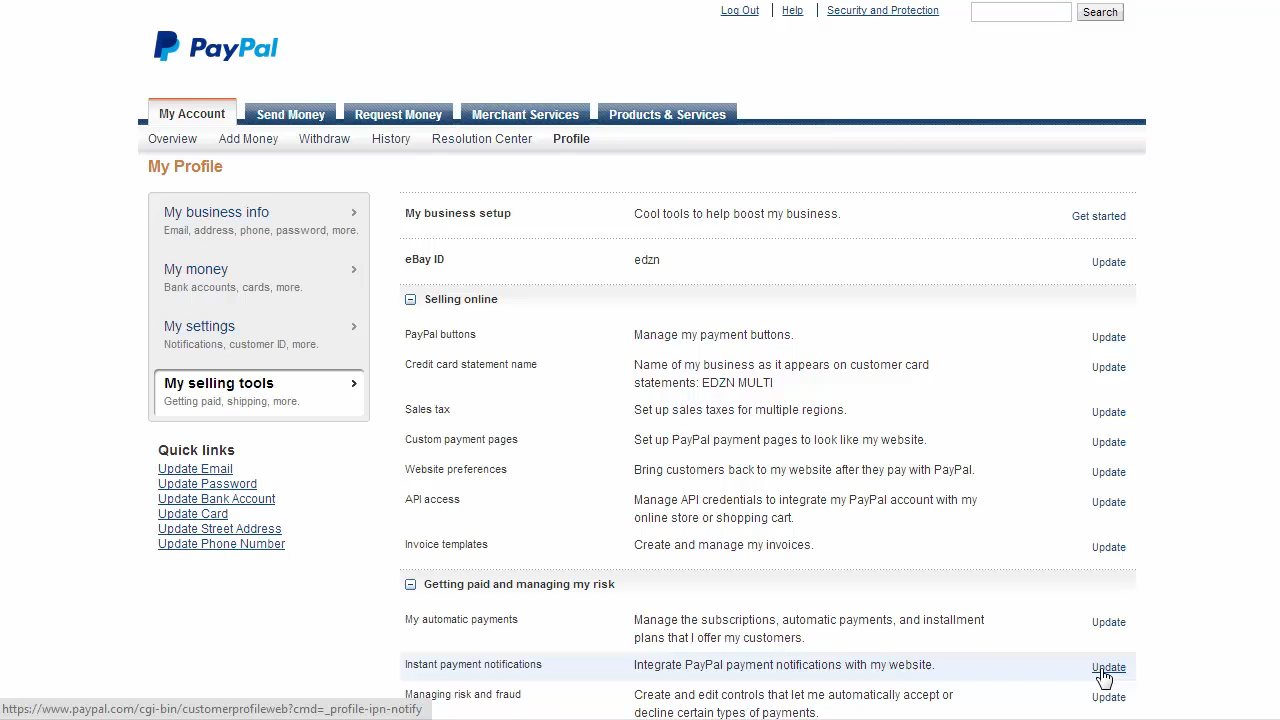 Log Out Help Security and Protection Search
PayPal
My Account Send Money Request Money Merchant Services Products & Services
Overview Add Money Withdraw History Resolution Center Profile
My Profile
My business info
Email, address, phone, password, more.
My money
Bank accounts, cards, more.
My settings
Notifications, customer ID, more.
My selling tools
Getting paid, shipping, more.
Quick links
Update Email
Update Password
Update Bank Account
Update Card
Update Street Address
Update Phone Number
My business setup Cool tools to help boost my business. Get started
eBay ID edzn Update
Selling online
PayPal buttons Manage my payment buttons. Update
Credit card statement name Name of my business as it appears on customer card Update
statements: EDZN MULTI
Sales tax Set up sales taxes for multiple regions. Update
Custom payment pages Set up PayPal payment pages to look like my website. Update
Website preferences Bring customers back to my website after they pay with PayPal. Update
API access Manage API credentials to integrate my PayPal account with my Update
online store or shopping cart.
Invoice templates Create and manage my invoices. Update
Getting paid and managing my risk
My automatic payments Manage the subscriptions, automatic payments, and installment Update
plans that I offer my customers.
Instant payment notifications Integrate PayPal payment notifications with my website. Update
Managing risk and fraud Create and edit controls that let me automatically accept or Update
decline certain types of payments.
https://www.paypal.com/cgi-bin/customerprofileweb?cmd=_profile-ipn-notify